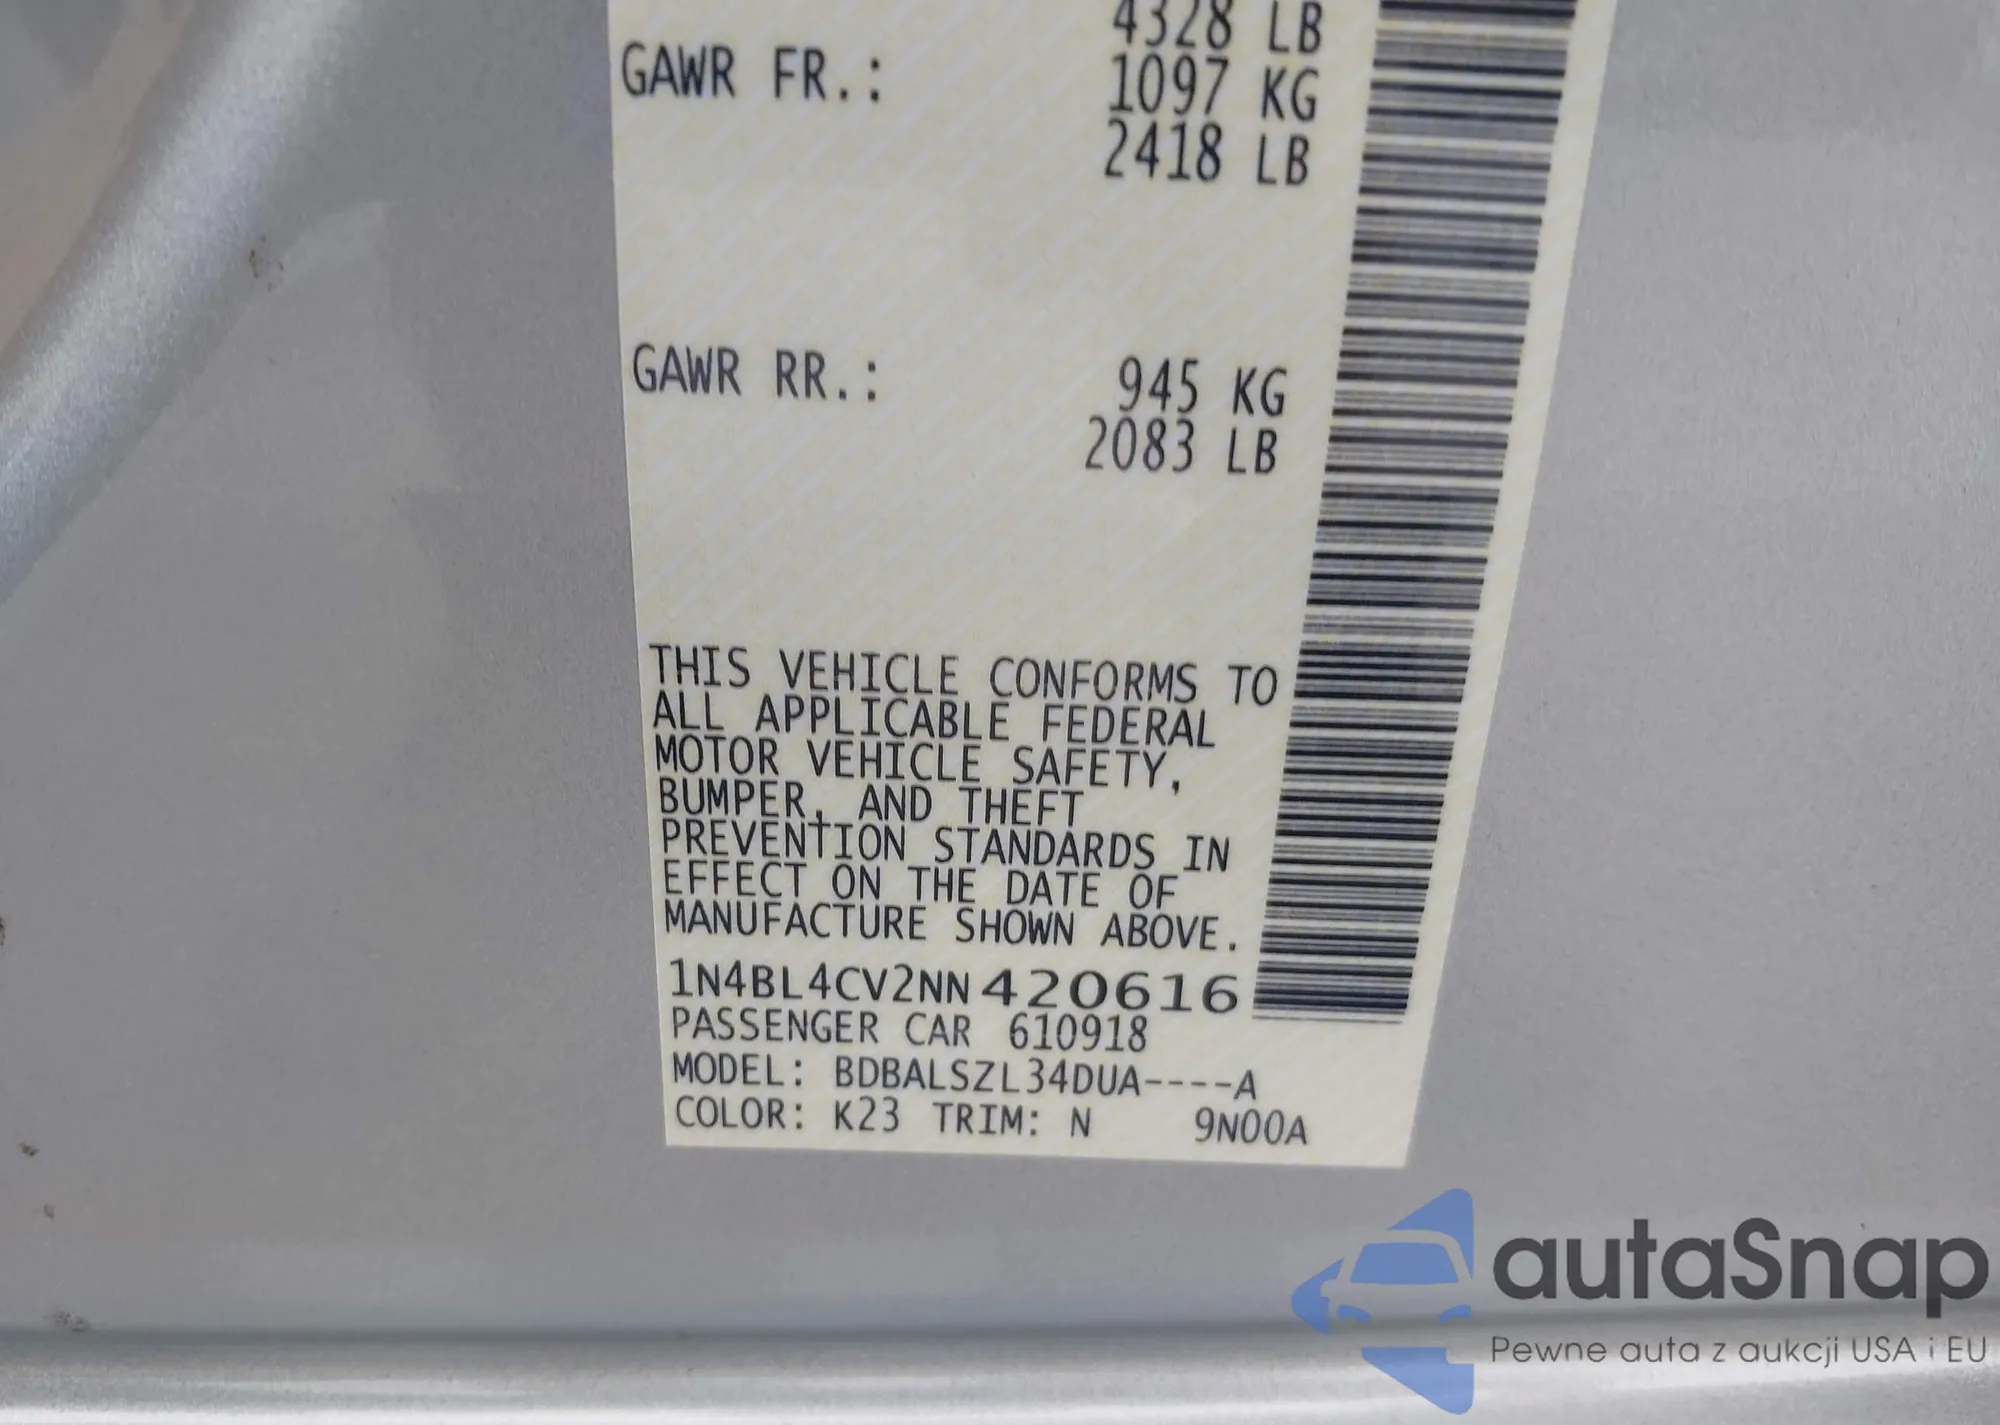 4328 LB
GAWR FR.: 1097 KG
2418 LB
GAWR RR.: 945 KG
2083 LB
THIS VEHICLE CONFORMS TO
ALL APPLICABLE FEDERAL
MOTOR VEHICLE SAFETY,
BUMPER, AND THEFT
PREVENTION STANDARDS IN
EFFECT ON THE DATE OF
MANUFACTURE SHOWN ABOVE.
1N4BL4CV2NN420616
PASSENGER CAR 610918
MODEL: BDBALSZL34DUA----A
COLOR: K23 TRIM: N 9N00A
autaSnap
Pewne auta z aukcji USA i EU